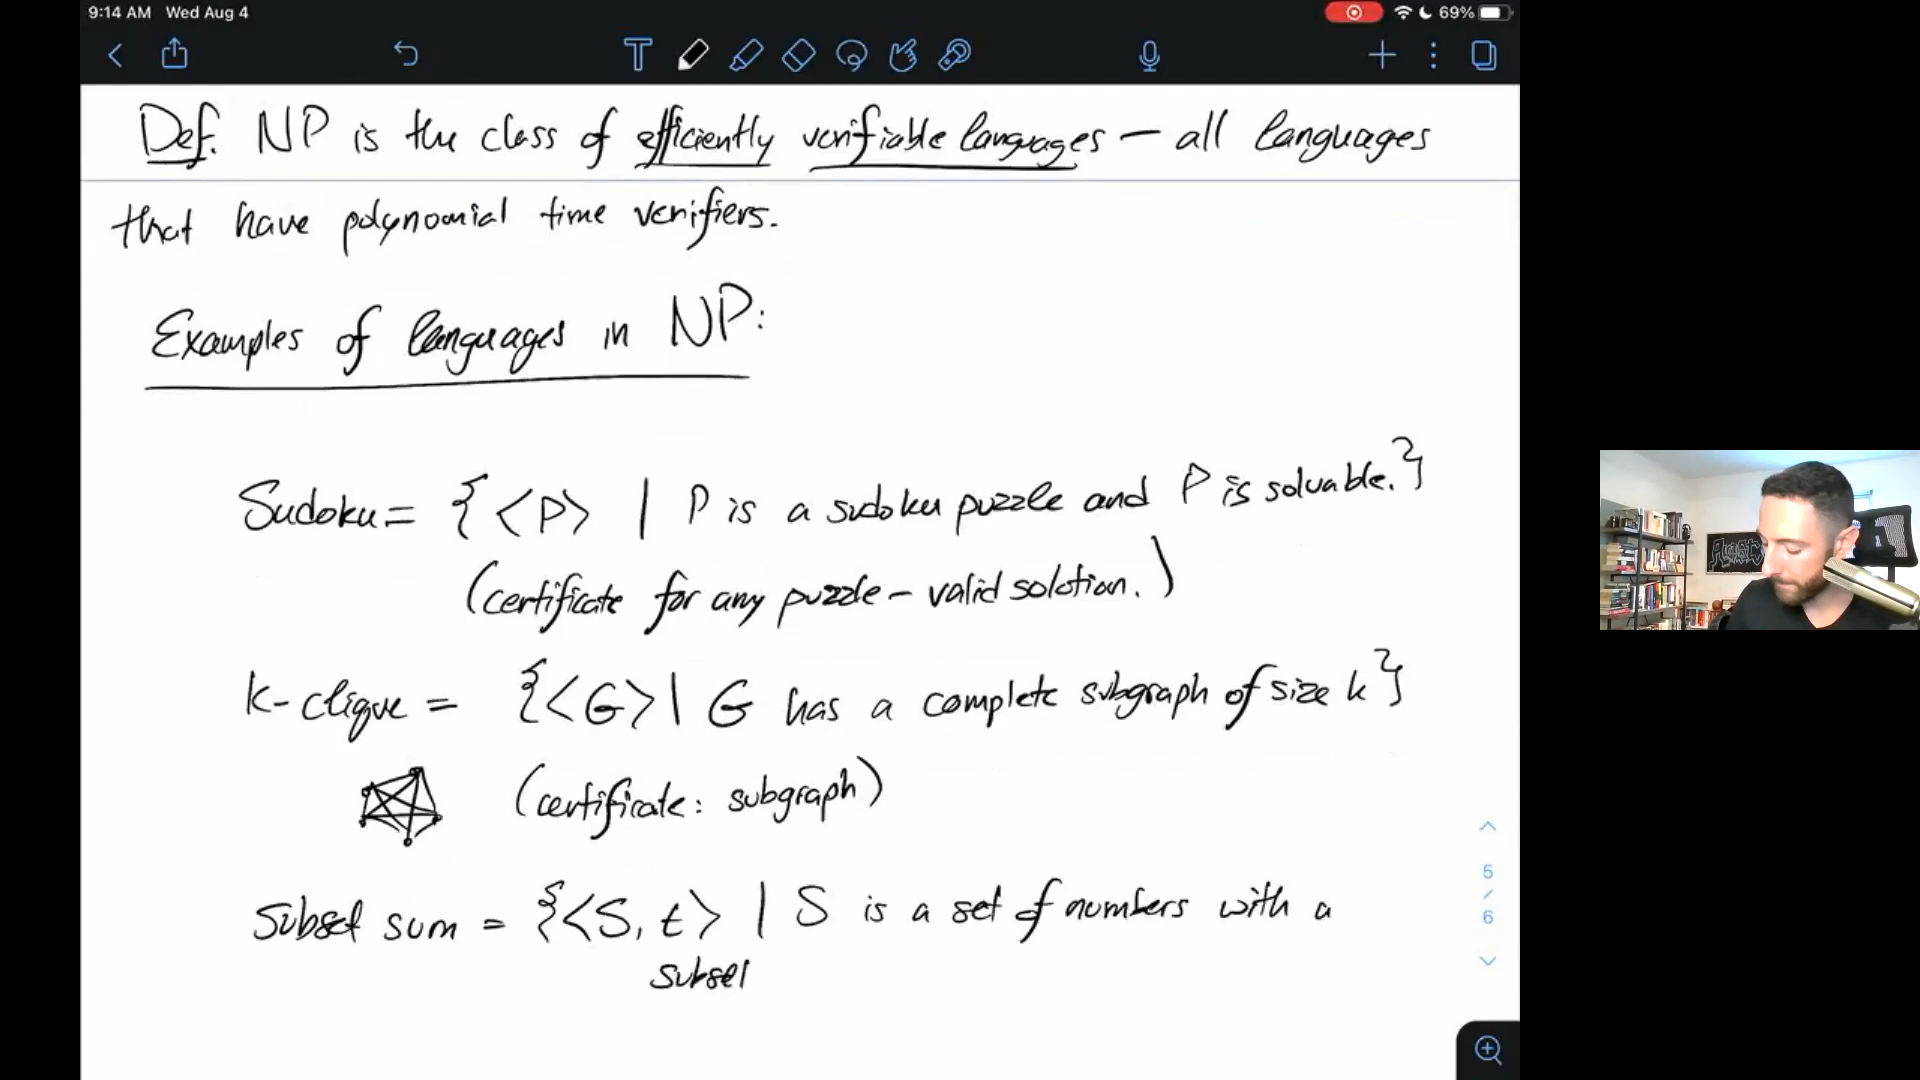 9:14 AM Wed Aug 4
69%
Def. NP is the class of efficiently verifiable languages — all languages
that have polynomial time verifiers.
Examples of languages in NP:
Sudoku = {<P> | P is a sudoku puzzle and P is solvable.}
(certificate for any puzzle - valid solution.)
K-clique = {<G> | G has a complete subgraph of size k}
(certificate: subgraph)
Subset sum = {<S, t> | S is a set of numbers with a
subset
5
/
6